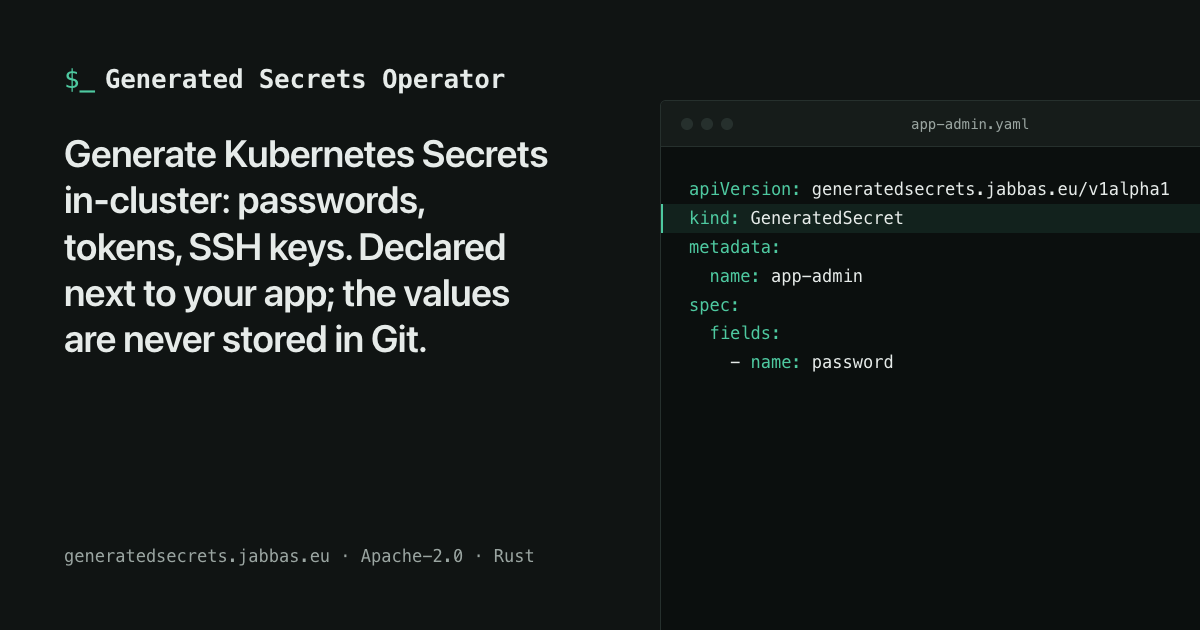 $_ Generated Secrets Operator
Generate Kubernetes Secrets
in-cluster: passwords,
tokens, SSH keys. Declared
next to your app; the values
are never stored in Git.
generatedsecrets.jabbas.eu · Apache-2.0 · Rust
app-admin.yaml
apiVersion: generatedsecrets.jabbas.eu/v1alpha1
kind: GeneratedSecret
metadata:
  name: app-admin
spec:
  fields:
    - name: password